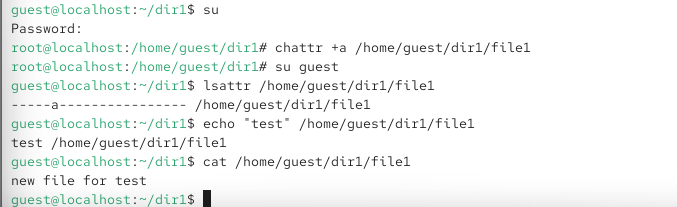 guest@localhost:~/dir1$ su
Password:
root@localhost:/home/guest/dir1# chattr +a /home/guest/dir1/file1
root@localhost:/home/guest/dir1# su guest
guest@localhost:~/dir1$ lsattr /home/guest/dir1/file1
-----a---------------- /home/guest/dir1/file1
guest@localhost:~/dir1$ echo "test" /home/guest/dir1/file1
test /home/guest/dir1/file1
guest@localhost:~/dir1$ cat /home/guest/dir1/file1
new file for test
guest@localhost:~/dir1$